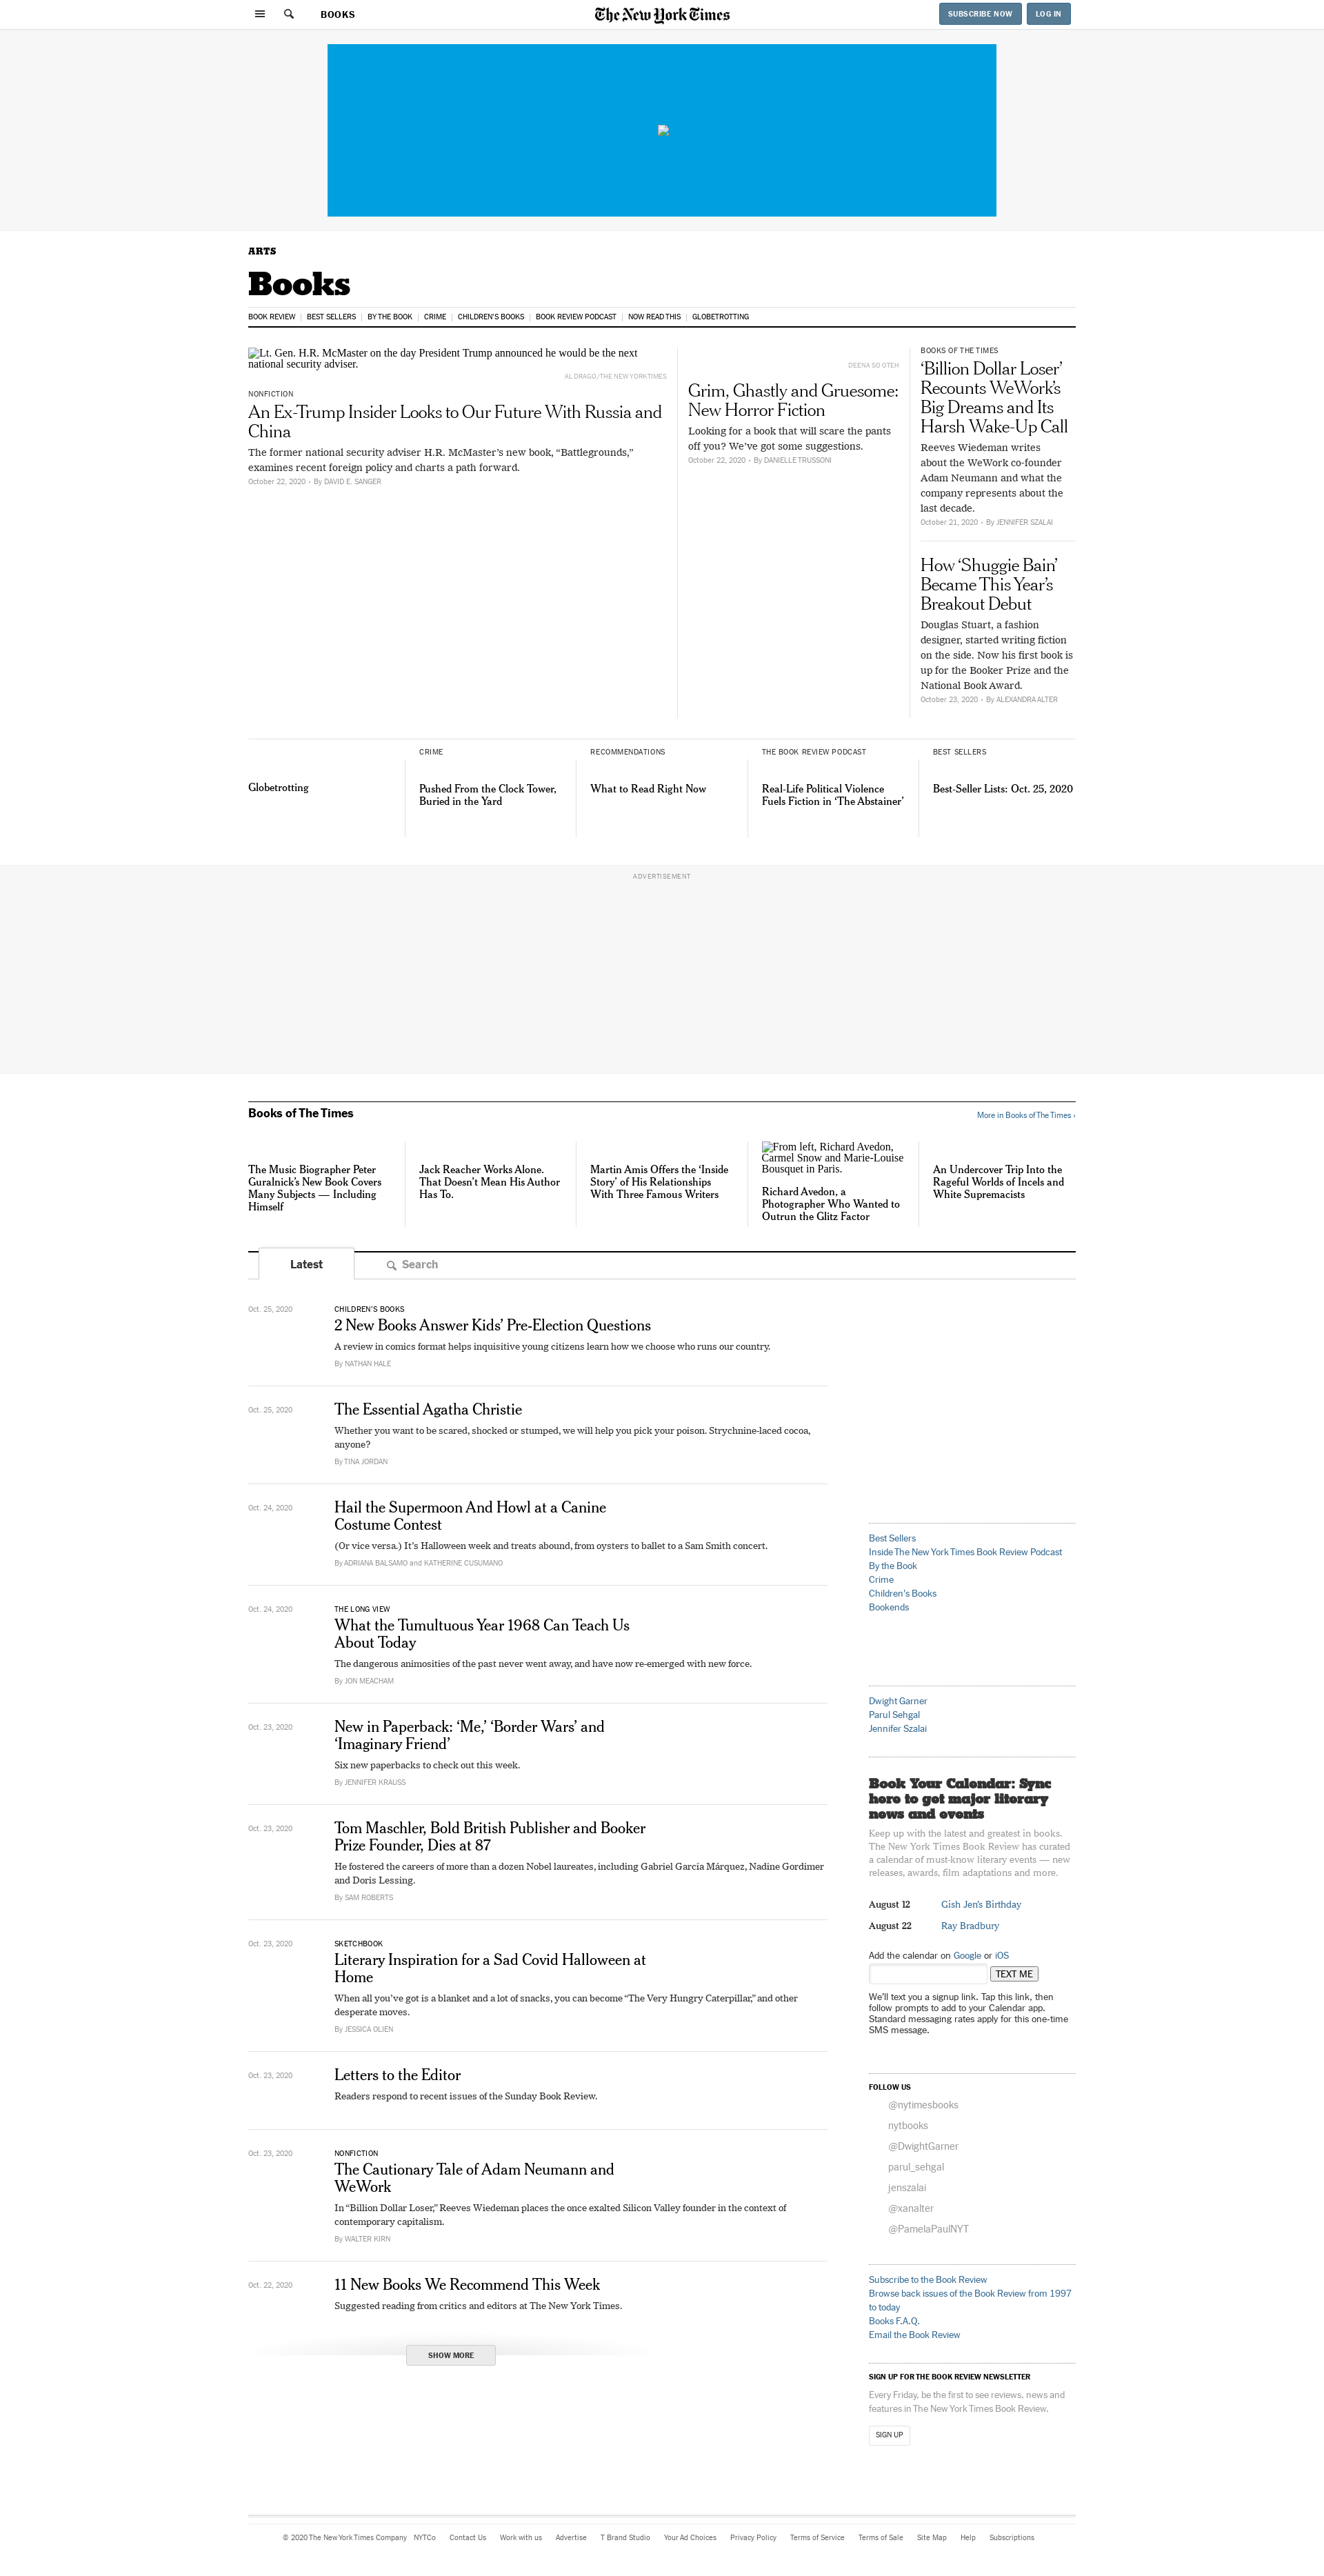 BOOKS
The New York Times
SUBSCRIBE NOW
LOG IN
ARTS
Books
BOOK REVIEW
BEST SELLERS
BY THE BOOK
CRIME
CHILDREN'S BOOKS
BOOK REVIEW PODCAST
NOW READ THIS
GLOBETROTTING
Lt. Gen. H.R. McMaster on the day President Trump announced he would be the next
national security adviser.
AL DRAGO/THE NEW YORK TIMES
NONFICTION
An Ex-Trump Insider Looks to Our Future With Russia and
China
The former national security adviser H.R. McMaster’s new book, “Battlegrounds,”
examines recent foreign policy and charts a path forward.
October 22, 2020 • By DAVID E. SANGER
DEENA SO OTEH
Grim, Ghastly and Gruesome:
New Horror Fiction
Looking for a book that will scare the pants
off you? We’ve got some suggestions.
October 22, 2020 • By DANIELLE TRUSSONI
BOOKS OF THE TIMES
‘Billion Dollar Loser’
Recounts WeWork’s
Big Dreams and Its
Harsh Wake-Up Call
Reeves Wiedeman writes
about the WeWork co-founder
Adam Neumann and what the
company represents about the
last decade.
October 21, 2020 • By JENNIFER SZALAI
How ‘Shuggie Bain’
Became This Year’s
Breakout Debut
Douglas Stuart, a fashion
designer, started writing fiction
on the side. Now his first book is
up for the Booker Prize and the
National Book Award.
October 23, 2020 • By ALEXANDRA ALTER
Globetrotting
CRIME
Pushed From the Clock Tower,
Buried in the Yard
RECOMMENDATIONS
What to Read Right Now
THE BOOK REVIEW PODCAST
Real-Life Political Violence
Fuels Fiction in ‘The Abstainer’
BEST SELLERS
Best-Seller Lists: Oct. 25, 2020
ADVERTISEMENT
Books of The Times
More in Books of The Times ›
The Music Biographer Peter
Guralnick’s New Book Covers
Many Subjects — Including
Himself
Jack Reacher Works Alone.
That Doesn’t Mean His Author
Has To.
Martin Amis Offers the ‘Inside
Story’ of His Relationships
With Three Famous Writers
From left, Richard Avedon,
Carmel Snow and Marie-Louise
Bousquet in Paris.
Richard Avedon, a
Photographer Who Wanted to
Outrun the Glitz Factor
An Undercover Trip Into the
Rageful Worlds of Incels and
White Supremacists
Latest
Search
Oct. 25, 2020
CHILDREN’S BOOKS
2 New Books Answer Kids’ Pre-Election Questions
A review in comics format helps inquisitive young citizens learn how we choose who runs our country.
By NATHAN HALE
Oct. 25, 2020
The Essential Agatha Christie
Whether you want to be scared, shocked or stumped, we will help you pick your poison. Strychnine-laced cocoa,
anyone?
By TINA JORDAN
Oct. 24, 2020
Hail the Supermoon And Howl at a Canine
Costume Contest
(Or vice versa.) It’s Halloween week and treats abound, from oysters to ballet to a Sam Smith concert.
By ADRIANA BALSAMO and KATHERINE CUSUMANO
Oct. 24, 2020
THE LONG VIEW
What the Tumultuous Year 1968 Can Teach Us
About Today
The dangerous animosities of the past never went away, and have now re-emerged with new force.
By JON MEACHAM
Oct. 23, 2020
New in Paperback: ‘Me,’ ‘Border Wars’ and
‘Imaginary Friend’
Six new paperbacks to check out this week.
By JENNIFER KRAUSS
Oct. 23, 2020
Tom Maschler, Bold British Publisher and Booker
Prize Founder, Dies at 87
He fostered the careers of more than a dozen Nobel laureates, including Gabriel García Márquez, Nadine Gordimer
and Doris Lessing.
By SAM ROBERTS
Oct. 23, 2020
SKETCHBOOK
Literary Inspiration for a Sad Covid Halloween at
Home
When all you’ve got is a blanket and a lot of snacks, you can become “The Very Hungry Caterpillar,” and other
desperate moves.
By JESSICA OLIEN
Oct. 23, 2020
Letters to the Editor
Readers respond to recent issues of the Sunday Book Review.
Oct. 23, 2020
NONFICTION
The Cautionary Tale of Adam Neumann and
WeWork
In “Billion Dollar Loser,” Reeves Wiedeman places the once exalted Silicon Valley founder in the context of
contemporary capitalism.
By WALTER KIRN
Oct. 22, 2020
11 New Books We Recommend This Week
Suggested reading from critics and editors at The New York Times.
SHOW MORE
Best Sellers
Inside The New York Times Book Review Podcast
By the Book
Crime
Children's Books
Bookends
Dwight Garner
Parul Sehgal
Jennifer Szalai
Book Your Calendar: Sync
here to get major literary
news and events
Keep up with the latest and greatest in books.
The New York Times Book Review has curated
a calendar of must-know literary events — new
releases, awards, film adaptations and more.
August 12 Gish Jen’s Birthday
August 22 Ray Bradbury
Add the calendar on Google or iOS
TEXT ME
We’ll text you a signup link. Tap this link, then
follow prompts to add to your Calendar app.
Standard messaging rates apply for this one-time
SMS message.
FOLLOW US
@nytimesbooks
nytbooks
@DwightGarner
parul_sehgal
jenszalai
@xanalter
@PamelaPaulNYT
Subscribe to the Book Review
Browse back issues of the Book Review from 1997
to today
Books F.A.Q.
Email the Book Review
SIGN UP FOR THE BOOK REVIEW NEWSLETTER
Every Friday, be the first to see reviews, news and
features in The New York Times Book Review.
SIGN UP
© 2020 The New York Times Company NYTCo Contact Us Work with us Advertise T Brand Studio Your Ad Choices Privacy Policy Terms of Service Terms of Sale Site Map Help Subscriptions